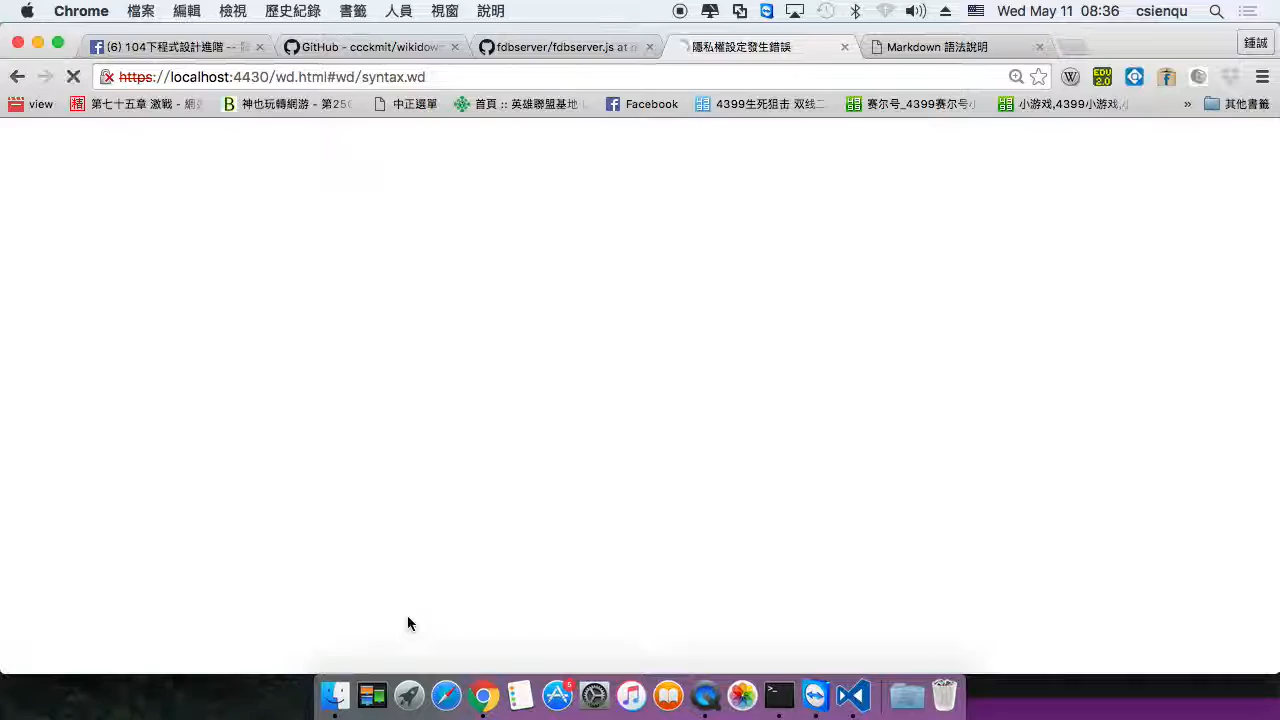 Chrome 檔案 編輯 檢視 歷史紀錄 書籤 人員 視窗 說明 Wed May 11 08:36 csienqu
(6) 104下程式設計進階 -- GitHub - ccckmit/wikidow fdbserver/fdbserver.js at 隱私權設定發生錯誤 Markdown 語法說明 鍾誠
https://localhost:4430/wd.html#wd/syntax.wd
view 第七十五章 激戰 - 神也玩轉網游 - 第25 中正選單 首頁 :: 英雄聯盟基地 Facebook 4399生死狙击 双线二 赛尔号_4399赛尔号 小游戏,4399小游戏,小 » 其他書籤
5